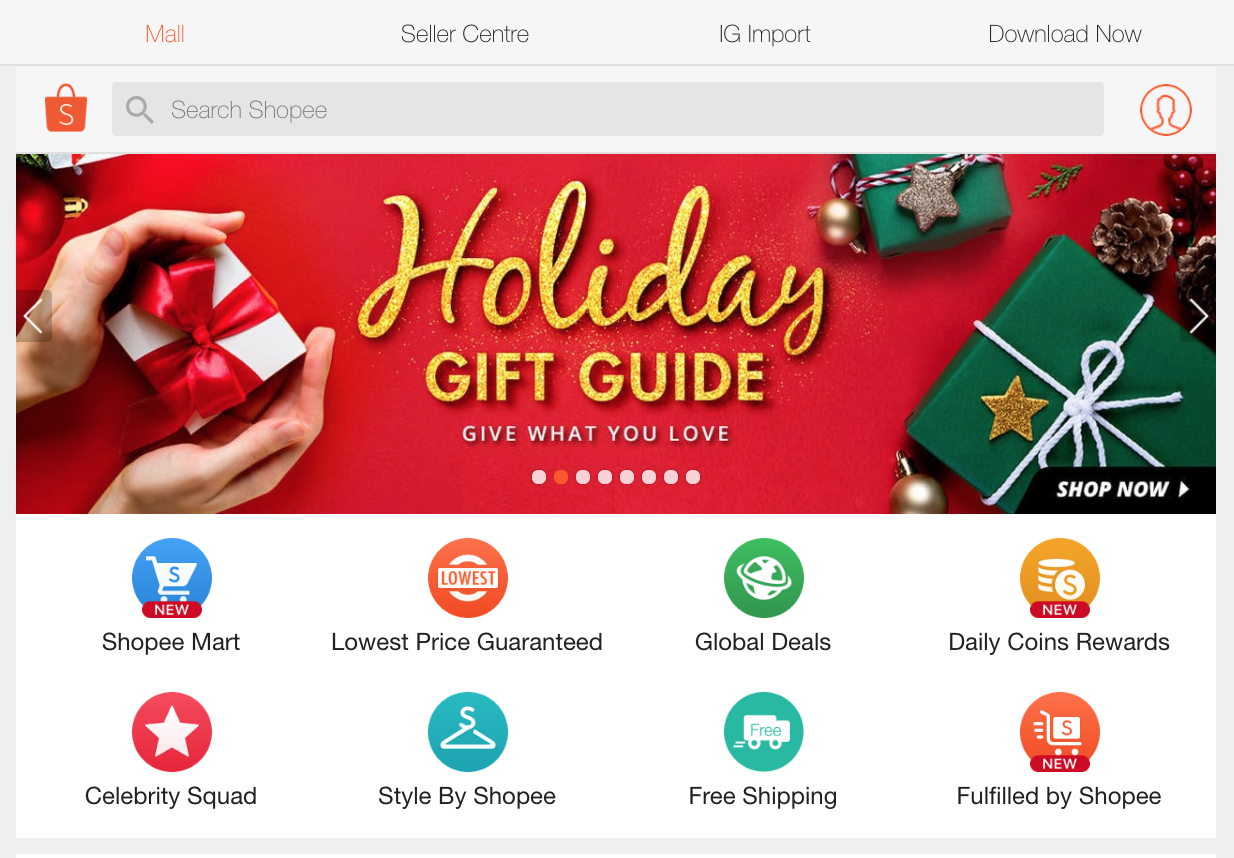 Mall
Seller Centre
IG Import
Download Now
S
Search Shopee
Holiday
GIFT GUIDE
GIVE WHAT YOU LOVE
SHOP NOW
S
NEW
Shopee Mart
LOWEST
Lowest Price Guaranteed
Global Deals
S
NEW
Daily Coins Rewards
Celebrity Squad
S
Style By Shopee
Free
Free Shipping
S
NEW
Fulfilled by Shopee